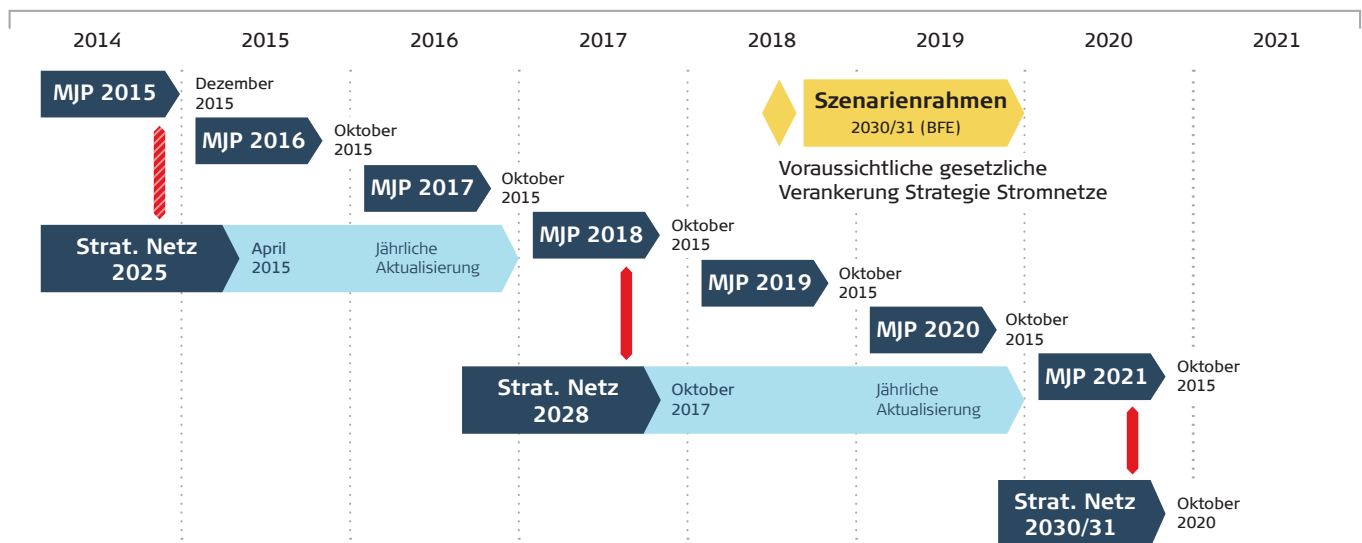 2014 2015 2016 2017 2018 2019 2020 2021
MJP 2015
Dezember
2015
MJP 2016
Oktober
2015
MJP 2017
Oktober
2015
MJP 2018
Oktober
2015
MJP 2019
Oktober
2015
MJP 2020
Oktober
2015
MJP 2021
Oktober
2015
Szenarienrahmen
2030/31 (BFE)
Voraussichtliche gesetzliche
Verankerung Strategie Stromnetze
Strat. Netz
2025
April
2015
Jährliche
Aktualisierung
Strat. Netz
2028
Oktober
2017
Jährliche
Aktualisierung
Strat. Netz
2030/31
Oktober
2020